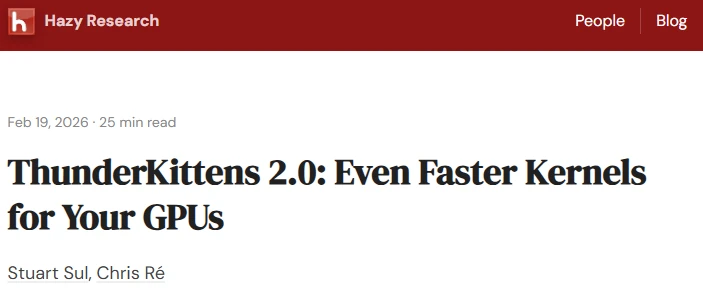 h Hazy Research People Blog
Feb 19, 2026 · 25 min read
ThunderKittens 2.0: Even Faster Kernels
for Your GPUs
Stuart Sul, Chris Ré